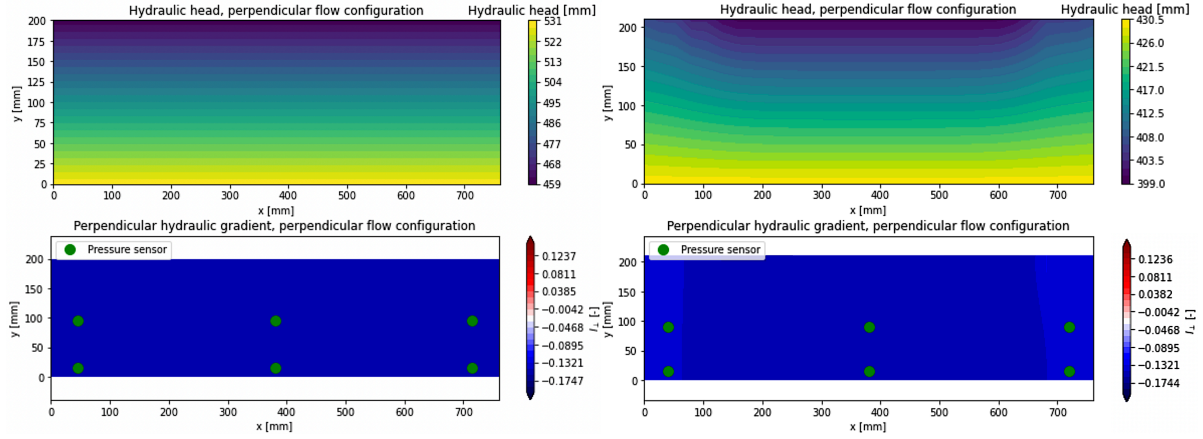 Hydraulic head, perpendicular flow configuration
Hydraulic head [mm]
y [mm]
200
175
150
125
100
75
50
25
0
0 100 200 300 400 500 600 700
x [mm]
531
522
513
504
495
486
477
468
459
Hydraulic head, perpendicular flow configuration
Hydraulic head [mm]
y [mm]
200
150
100
50
0
0 100 200 300 400 500 600 700
x [mm]
430.5
426.0
421.5
417.0
412.5
408.0
403.5
399.0
Perpendicular hydraulic gradient, perpendicular flow configuration
Pressure sensor
y [mm]
200
150
100
50
0
0 100 200 300 400 500 600 700
x [mm]
0.1237
0.0811
0.0385
−0.0042
−0.0468
−0.0895
−0.1321
−0.1747
I⊥ [-]
Perpendicular hydraulic gradient, perpendicular flow configuration
Pressure sensor
y [mm]
200
150
100
50
0
0 100 200 300 400 500 600 700
x [mm]
0.1236
0.0811
0.0382
−0.0042
−0.0468
−0.0895
−0.1321
−0.1744
I⊥ [-]